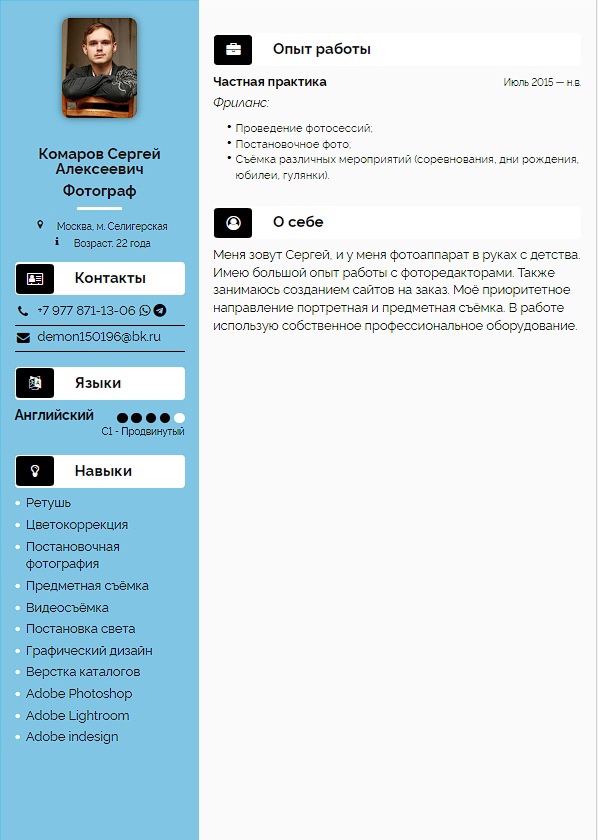 Комаров Сергей
Алексеевич
Фотограф
Москва, м. Селигерская
Возраст: 22 года
Контакты
+7 977 871-13-06
demon150196@bk.ru
Языки
Английский
C1 - Продвинутый
Навыки
Ретушь
Цветокоррекция
Постановочная
фотография
Предметная съёмка
Видеосъёмка
Постановка света
Графический дизайн
Верстка каталогов
Adobe Photoshop
Adobe Lightroom
Adobe indesign
Опыт работы
Частная практика
Июль 2015 — н.в.
Фриланс:
Проведение фотосессий;
Постановочное фото;
Съёмка различных мероприятий (соревнования, дни рождения,
юбилеи, гулянки).
О себе
Меня зовут Сергей, и у меня фотоаппарат в руках с детства.
Имею большой опыт работы с фоторедакторами. Также
занимаюсь созданием сайтов на заказ. Моё приоритетное
направление портретная и предметная съёмка. В работе
использую собственное профессиональное оборудование.